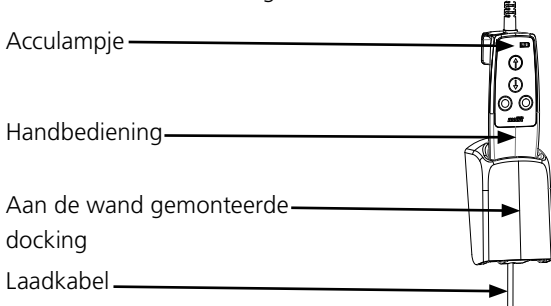 Acculampje
Handbediening
Aan de wand gemonteerde
docking
Laadkabel